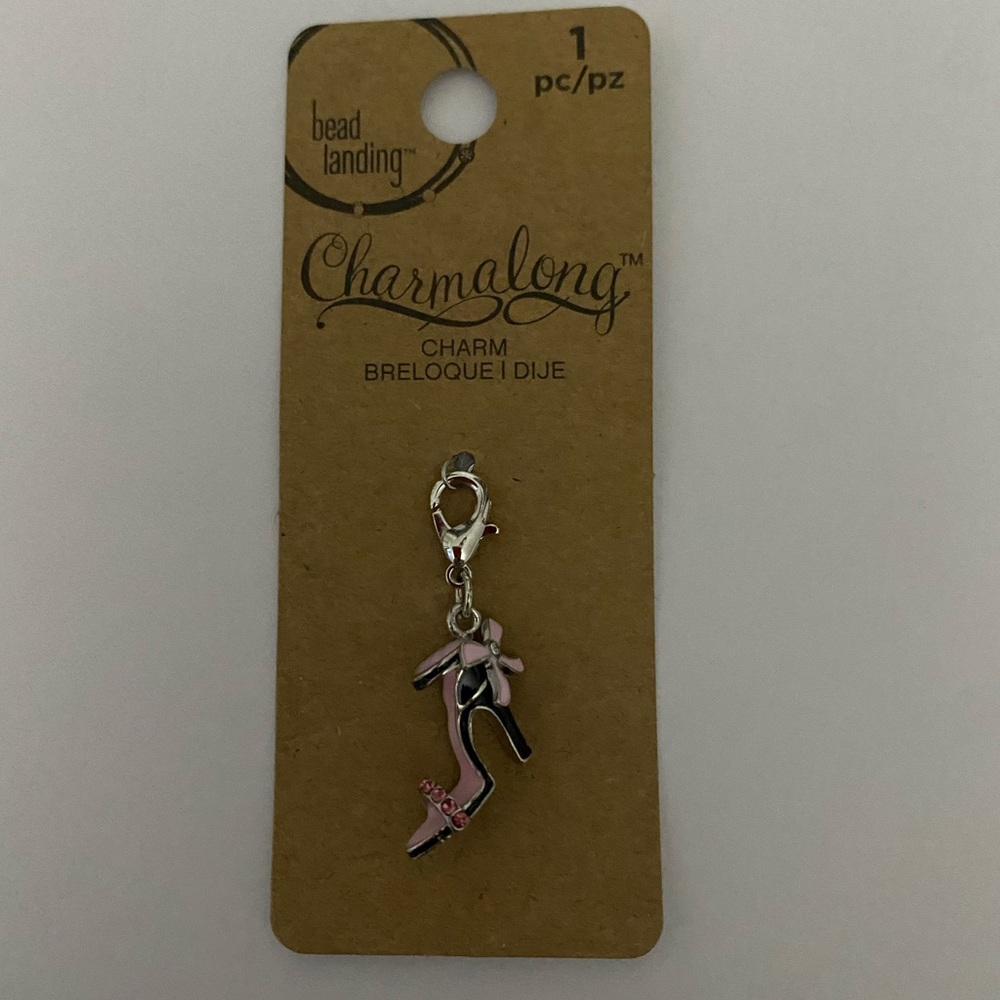 1
pc/pz
bead
landing™
Charmalong™
CHARM
BRELOQUE | DIJE